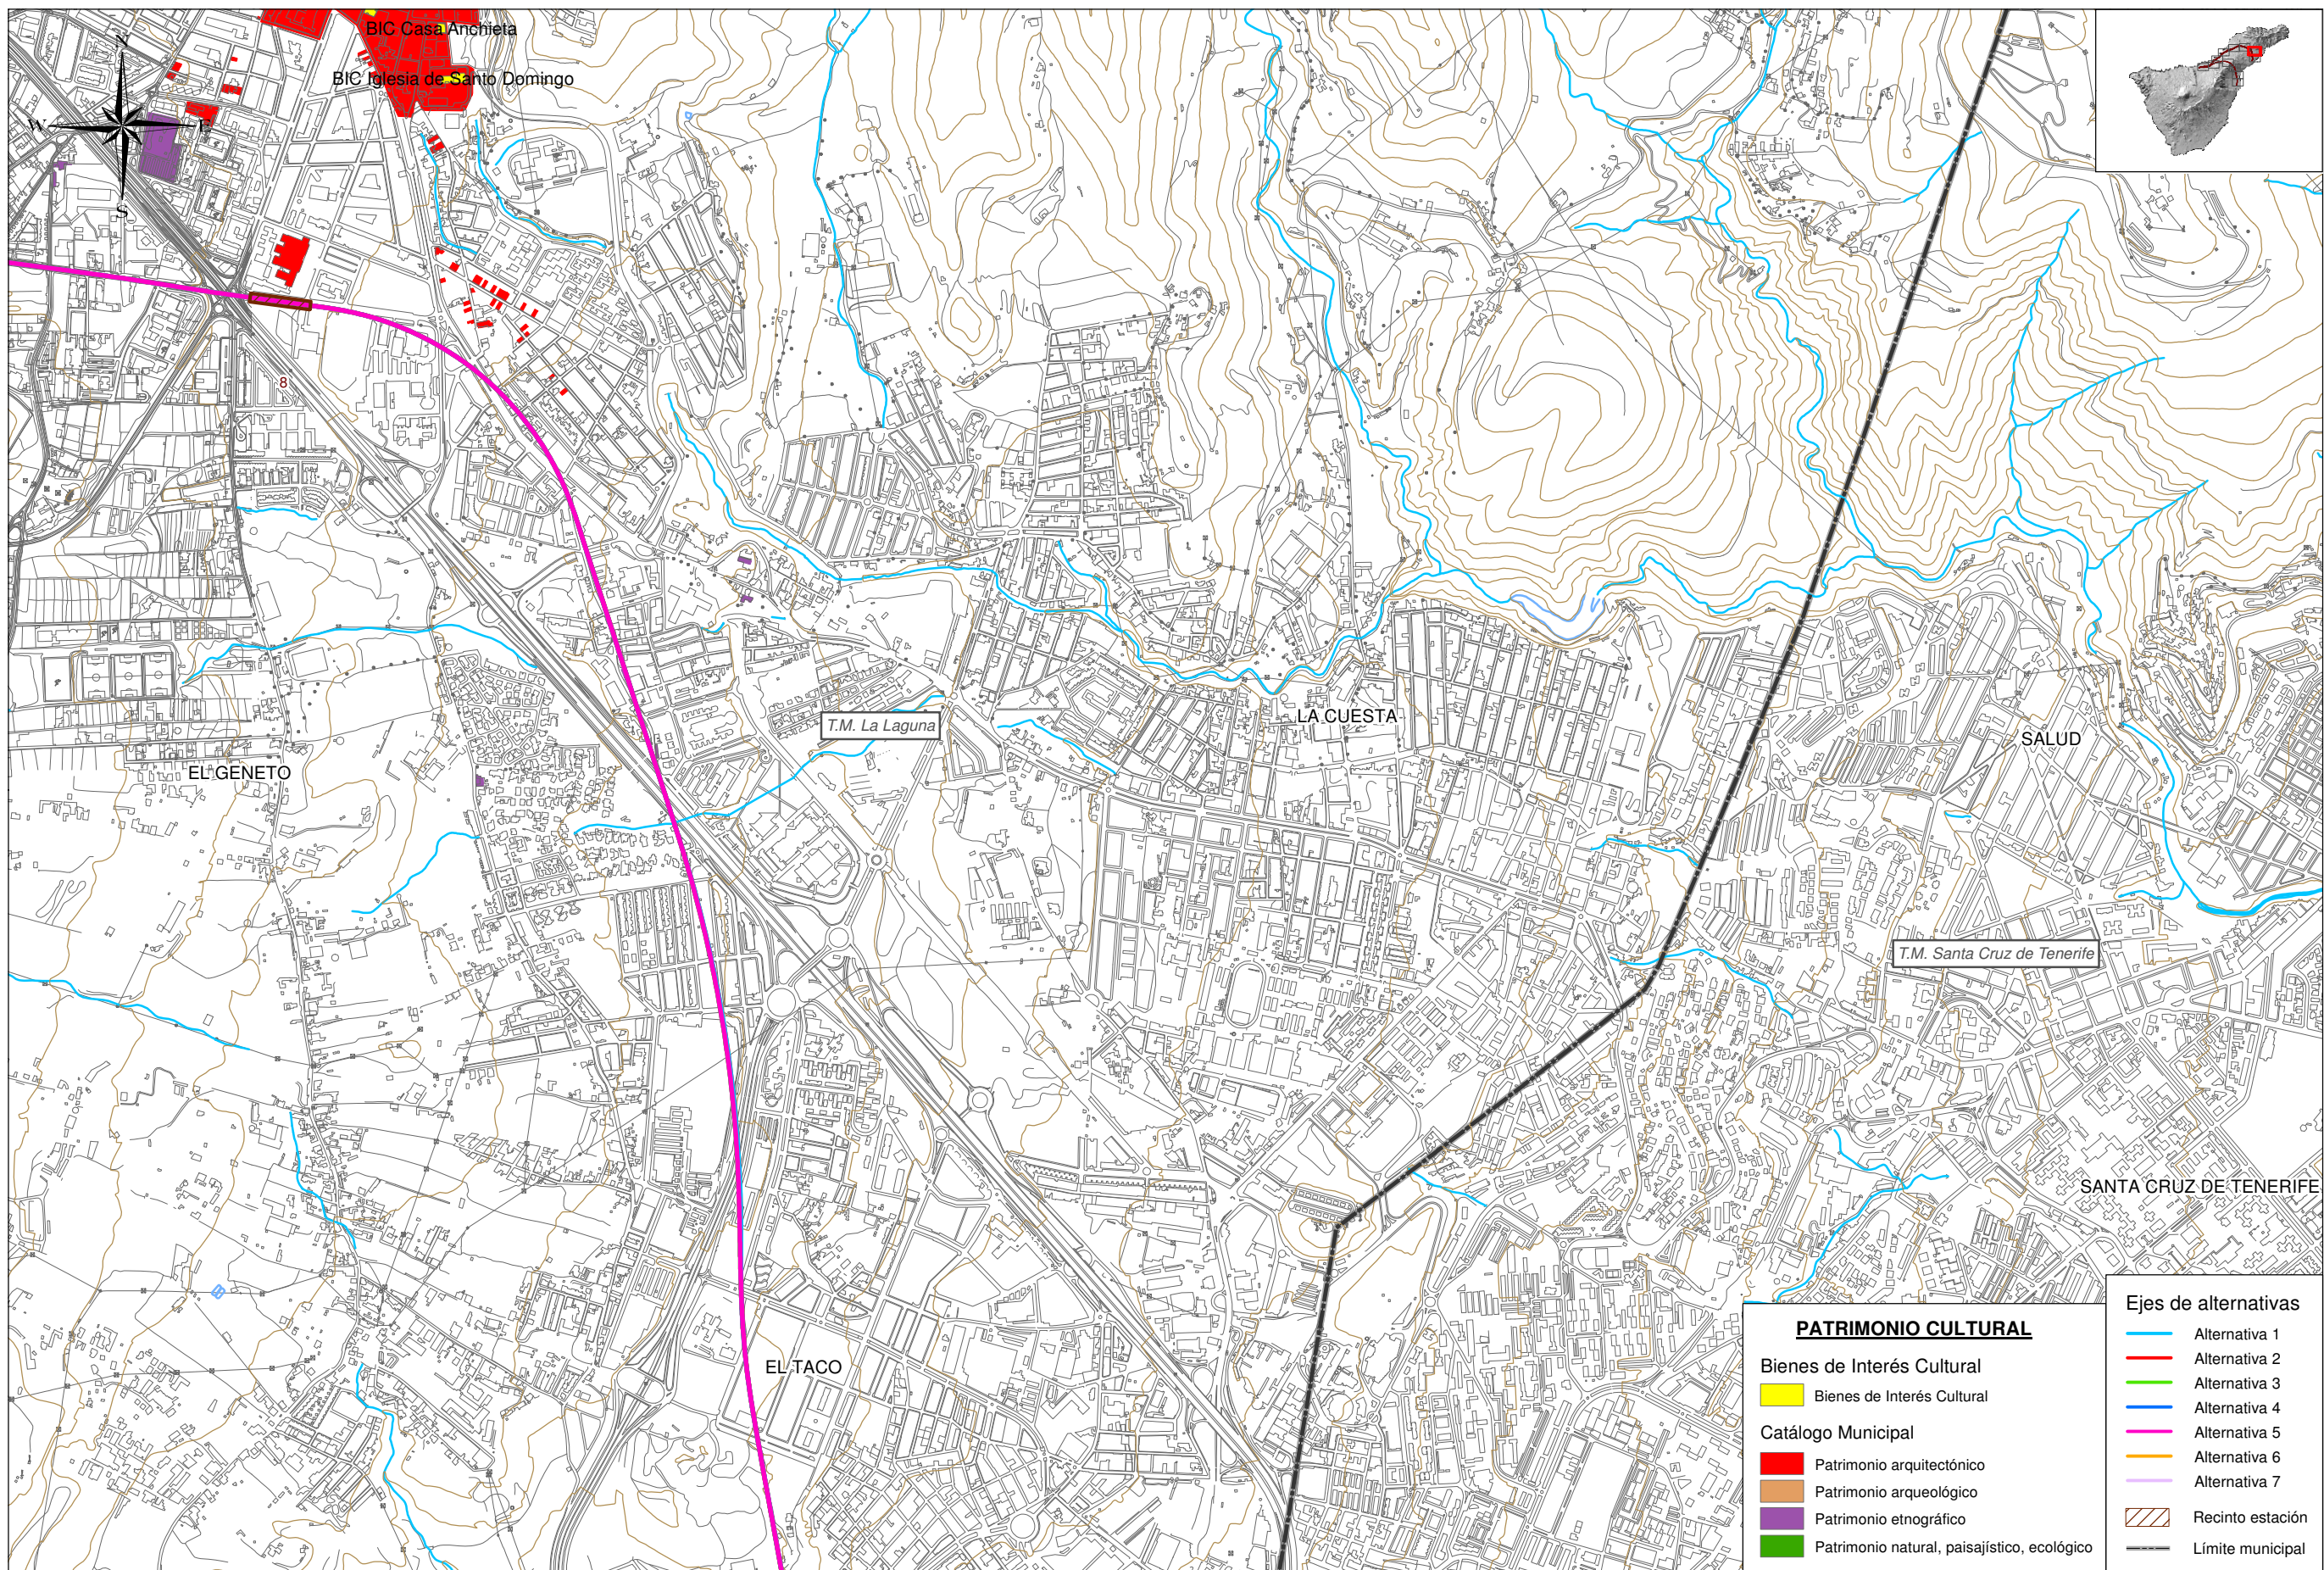 BIC Casa Anchieta
BIC Iglesia de Santo Domingo
N
W
E
S
8
T.M. La Laguna
LA CUESTA
SALUD
EL GENETO
T.M. Santa Cruz de Tenerife
SANTA CRUZ DE TENERIFE
EL TACO
PATRIMONIO CULTURAL
Bienes de Interés Cultural
Bienes de Interés Cultural
Catálogo Municipal
Patrimonio arquitectónico
Patrimonio arqueológico
Patrimonio etnográfico
Patrimonio natural, paisajístico, ecológico
Ejes de alternativas
Alternativa 1
Alternativa 2
Alternativa 3
Alternativa 4
Alternativa 5
Alternativa 6
Alternativa 7
Recinto estación
Límite municipal